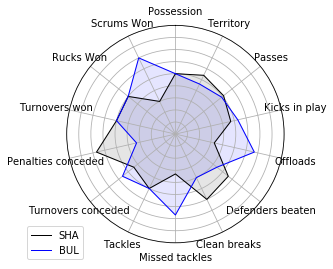 Possession
Scrums Won
Territory
Rucks Won
Passes
Turnovers won
Kicks in play
Penalties conceded
Offloads
Turnovers conceded
Defenders beaten
Tackles
Clean breaks
Missed tackles
SHA
BUL